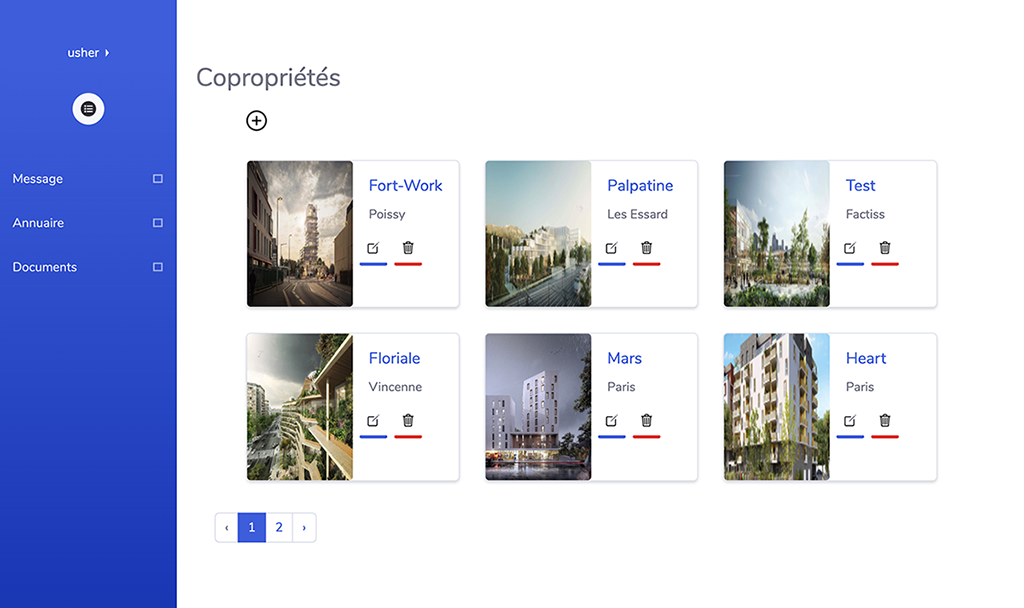 usher
Message
Annuaire
Documents
Copropriétés
Fort-Work
Poissy
Palpatine
Les Essard
Test
Factiss
Floriale
Vincenne
Mars
Paris
Heart
Paris
‹ 1 2 ›